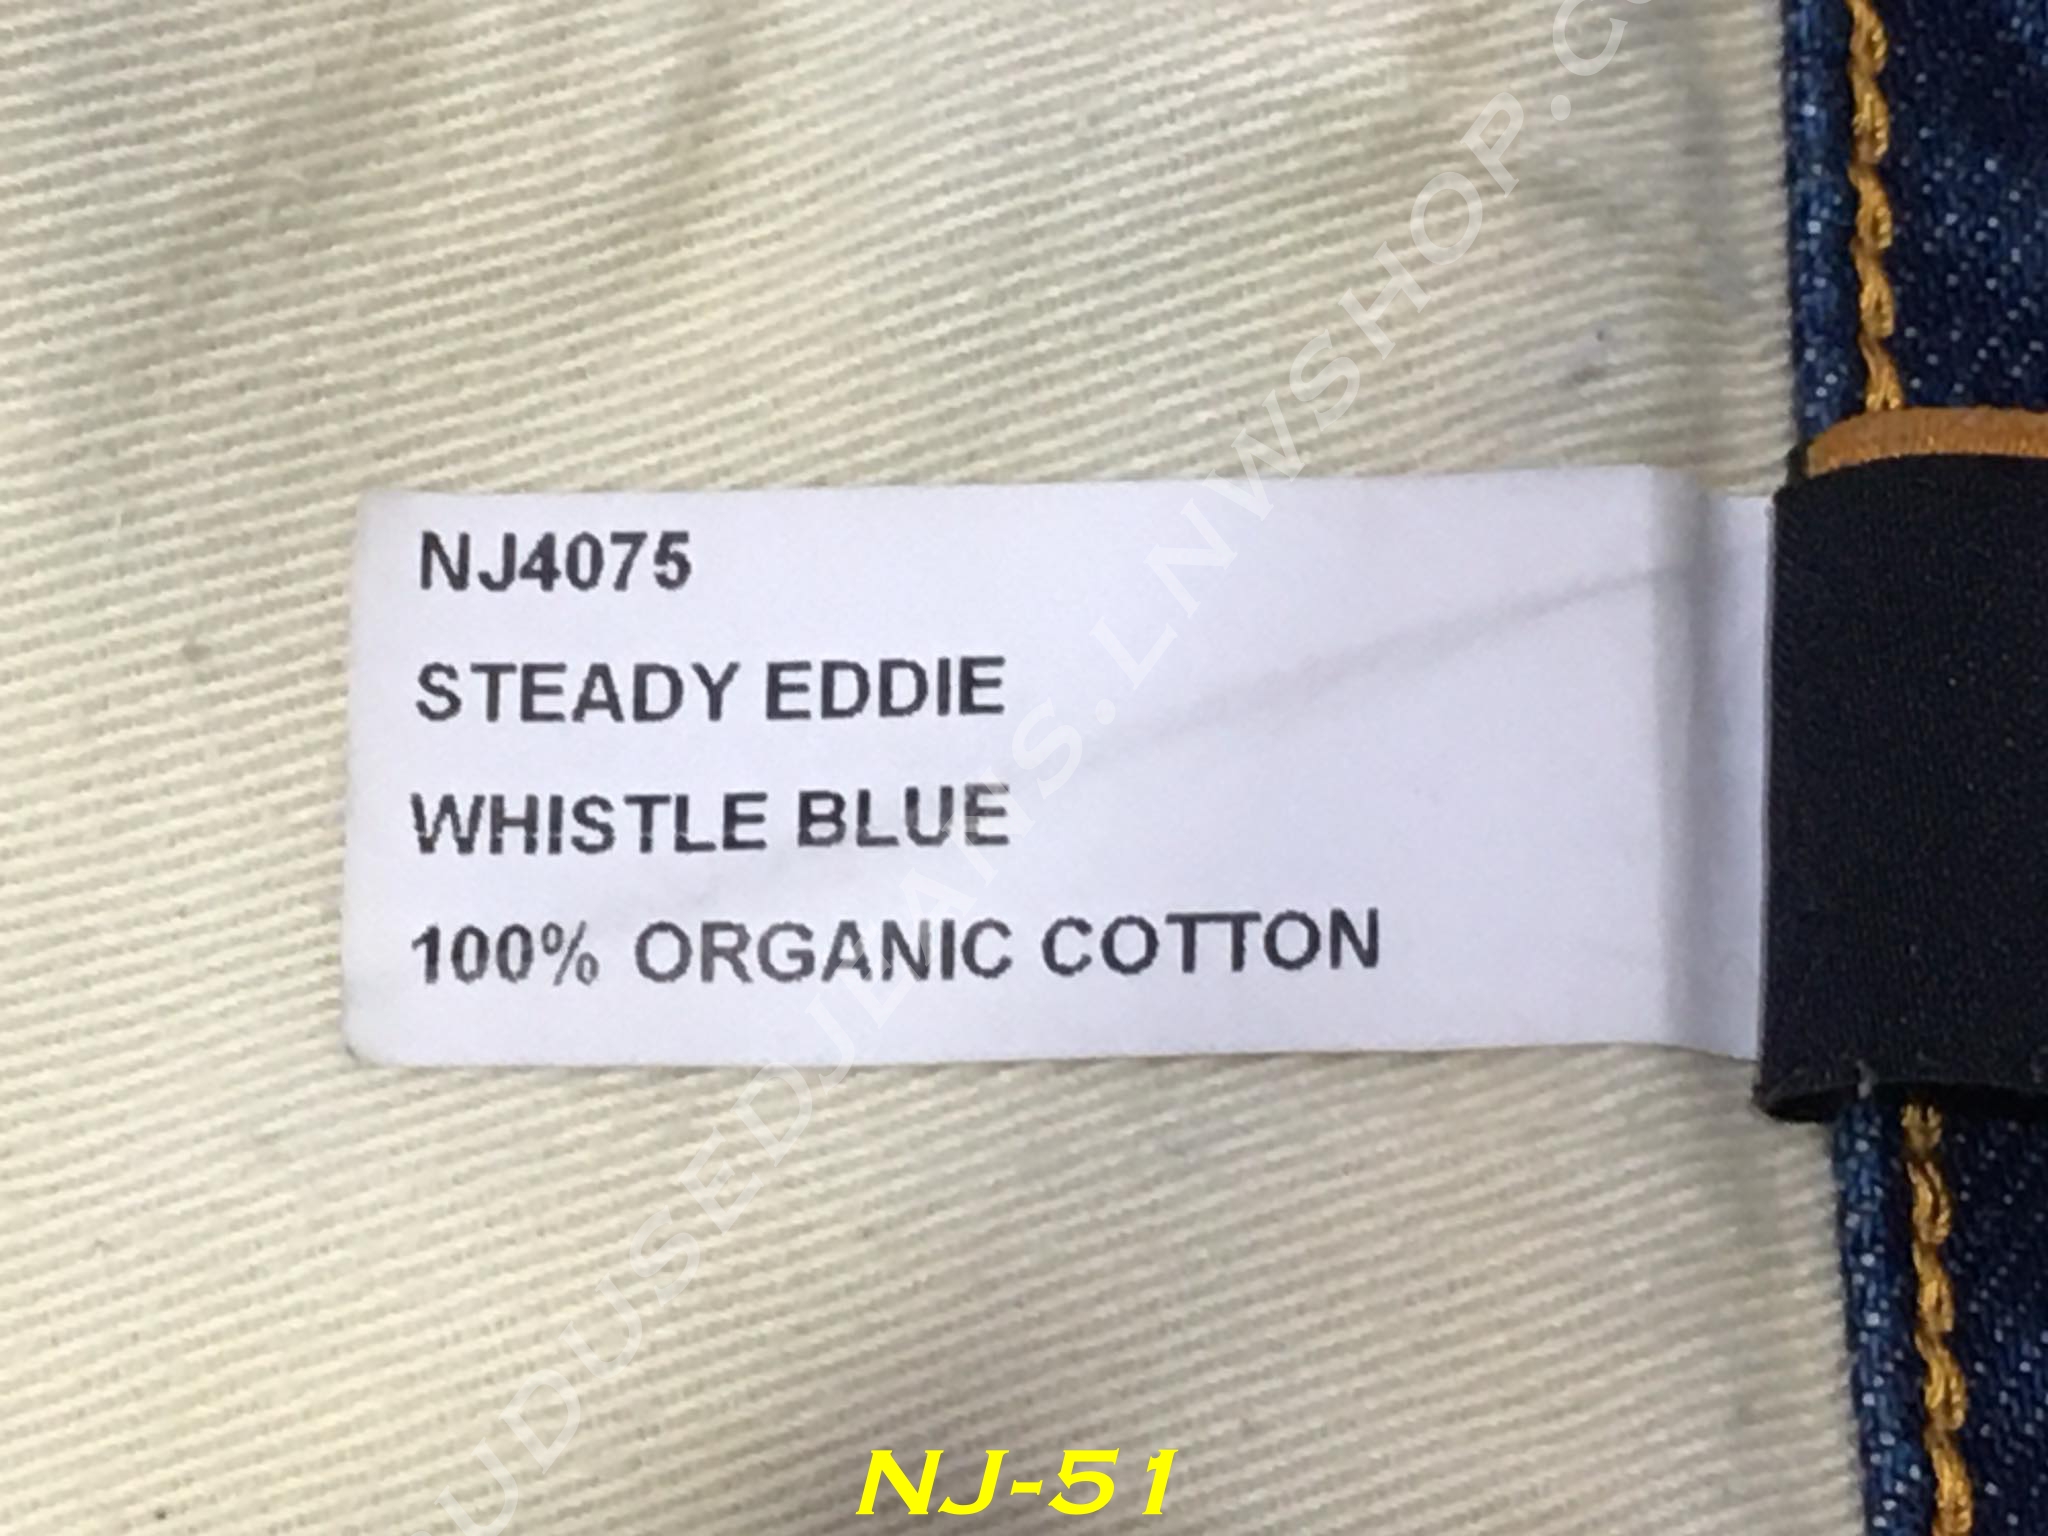 NJ4075
STEADY EDDIE
WHISTLE BLUE
100% ORGANIC COTTON
NJ-51